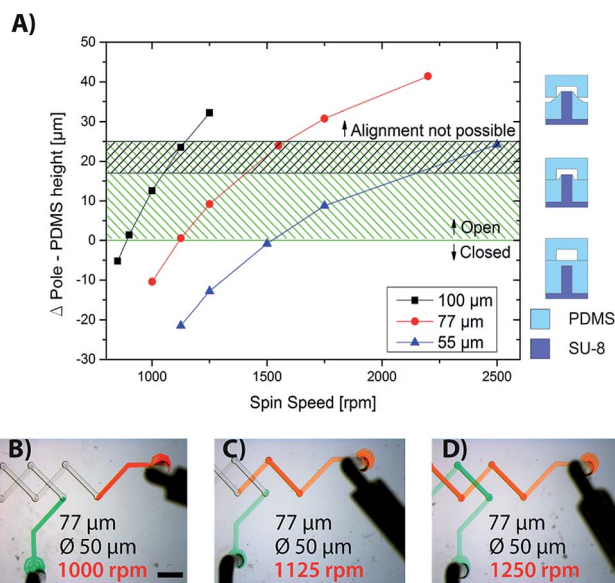 A)
Δ Pole - PDMS height [µm]
50
40
30
20
10
0
-10
-20
-30
Alignment not possible
Open
Closed
100 µm
77 µm
55 µm
1000
1500
2000
2500
Spin Speed [rpm]
PDMS
SU-8
B)
77 µm
Ø 50 µm
1000 rpm
C)
77 µm
Ø 50 µm
1125 rpm
D)
77 µm
Ø 50 µm
1250 rpm